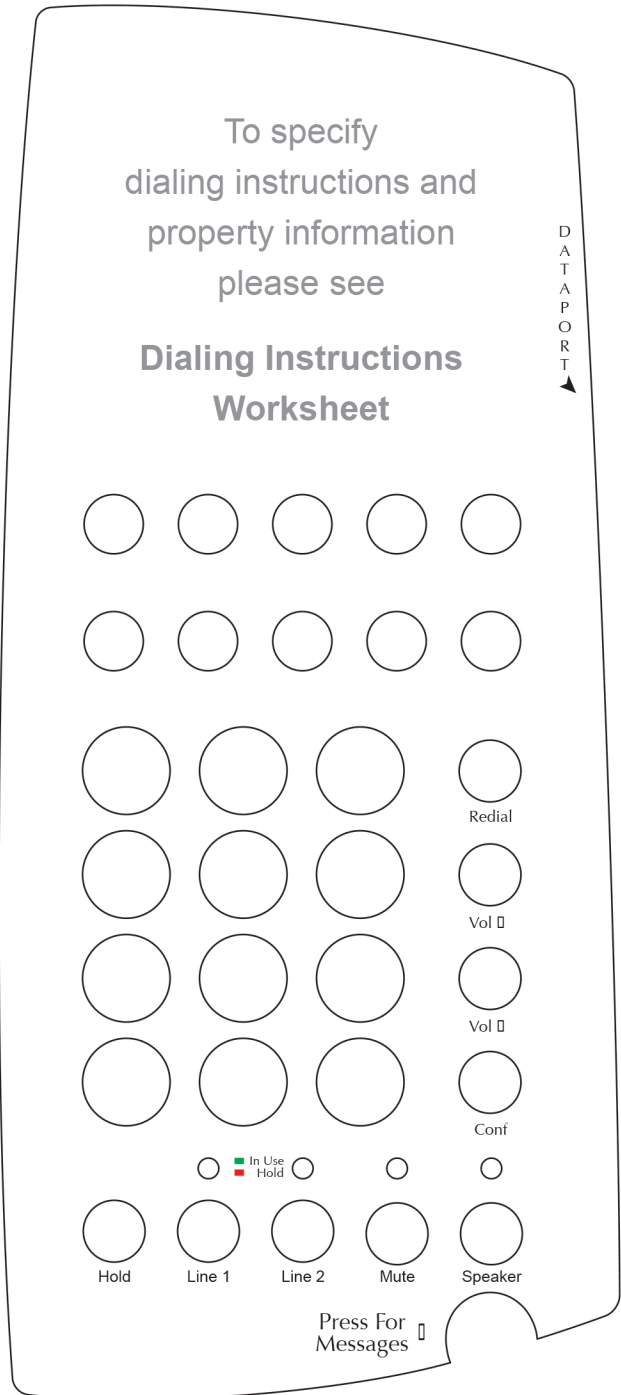 To specify
dialing instructions and
property information
please see
Dialing Instructions
Worksheet
DATAPORT
Redial
Vol
Vol
Conf
In Use
Hold
Hold
Line 1
Line 2
Mute
Speaker
Press For
Messages